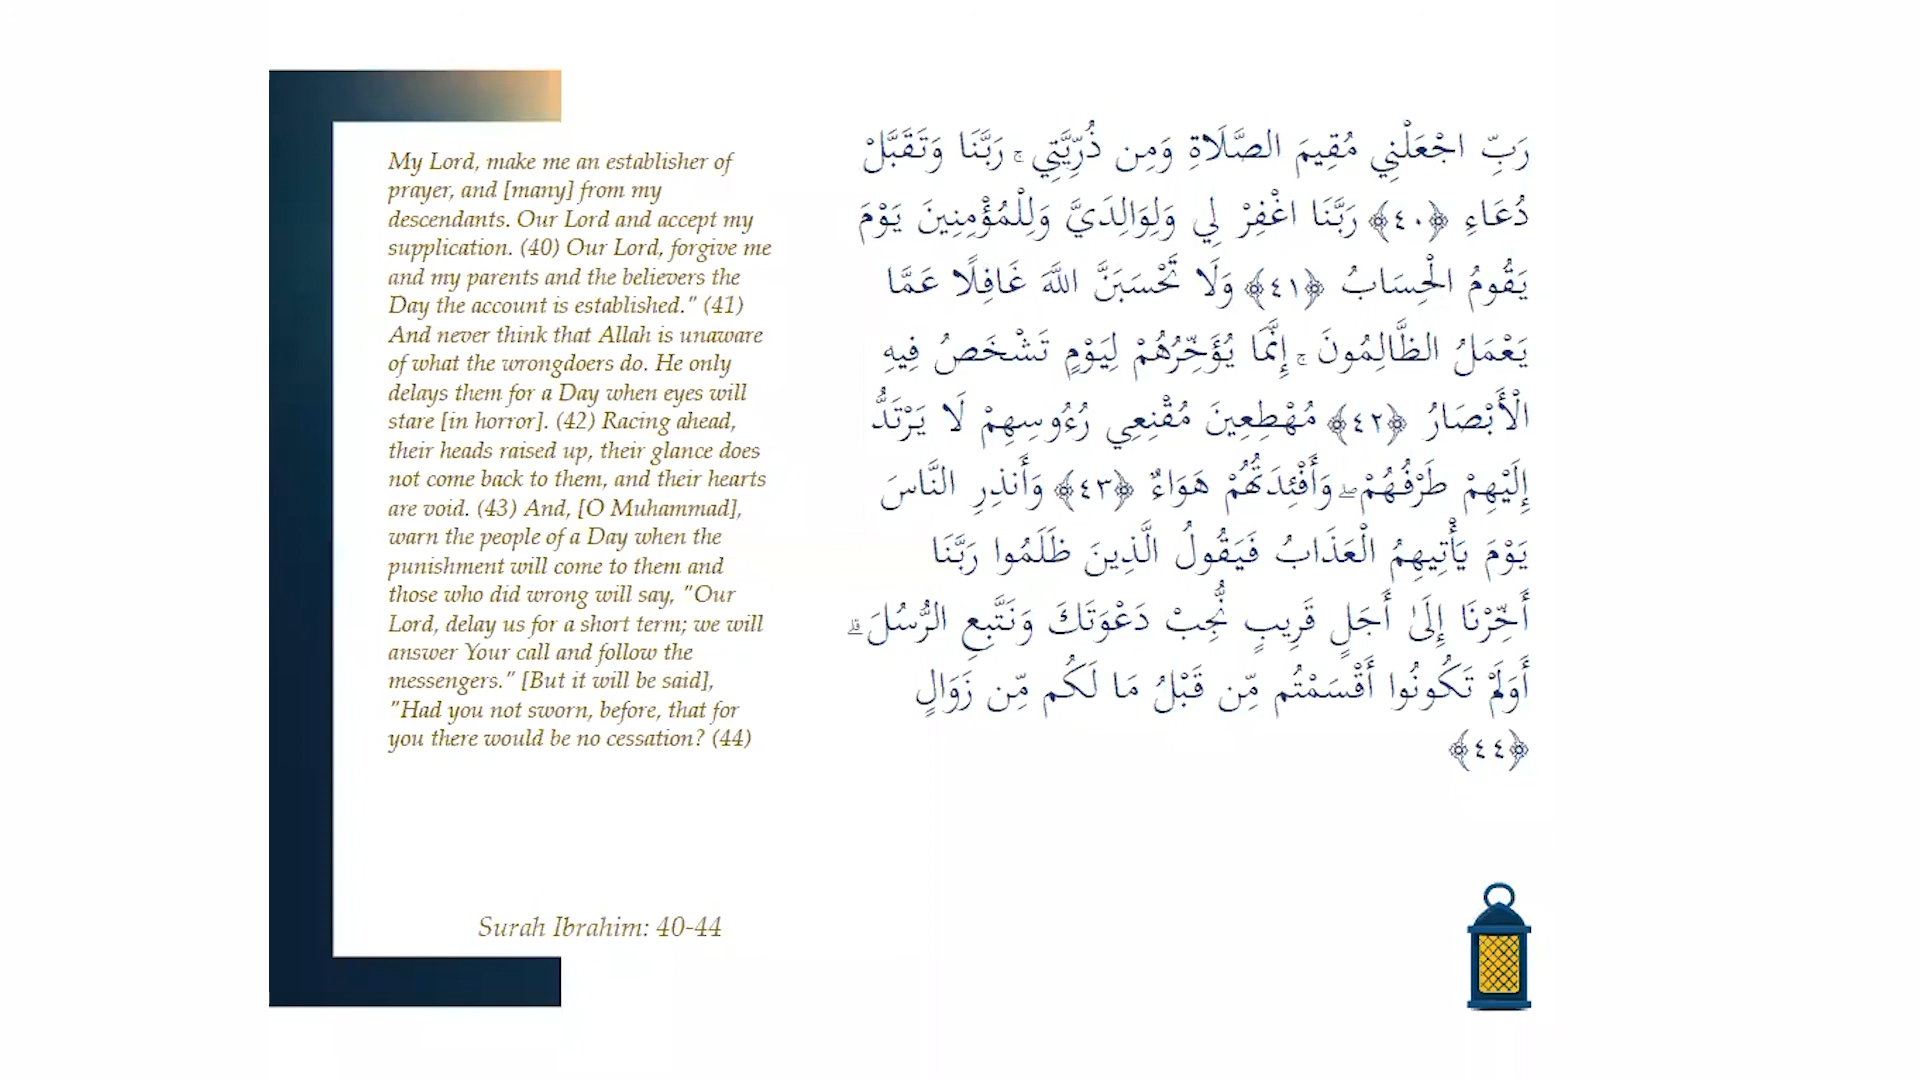 My Lord, make me an establisher of
prayer, and [many] from my
descendants. Our Lord and accept my
supplication. (40) Our Lord, forgive me
and my parents and the believers the
Day the account is established." (41)
And never think that Allah is unaware
of what the wrongdoers do. He only
delays them for a Day when eyes will
stare [in horror]. (42) Racing ahead,
their heads raised up, their glance does
not come back to them, and their hearts
are void. (43) And, [O Muhammad],
warn the people of a Day when the
punishment will come to them and
those who did wrong will say, "Our
Lord, delay us for a short term; we will
answer Your call and follow the
messengers." [But it will be said],
"Had you not sworn, before, that for
you there would be no cessation? (44)
Surah Ibrahim: 40-44
رَبِّ اجْعَلْنِي مُقِيمَ الصَّلَاةِ وَمِن ذُرِّيَّتِي ۚ رَبَّنَا وَتَقَبَّلْ
دُعَاءِ ﴿٤٠﴾ رَبَّنَا اغْفِرْ لِي وَلِوَالِدَيَّ وَلِلْمُؤْمِنِينَ يَوْمَ
يَقُومُ الْحِسَابُ ﴿٤١﴾ وَلَا تَحْسَبَنَّ اللَّهَ غَافِلًا عَمَّا
يَعْمَلُ الظَّالِمُونَ ۚ إِنَّمَا يُؤَخِّرُهُمْ لِيَوْمٍ تَشْخَصُ فِيهِ
الْأَبْصَارُ ﴿٤٢﴾ مُهْطِعِينَ مُقْنِعِي رُءُوسِهِمْ لَا يَرْتَدُّ
إِلَيْهِمْ طَرْفُهُمْ ۖ وَأَفْئِدَتُهُمْ هَوَاءٌ ﴿٤٣﴾ وَأَنذِرِ النَّاسَ
يَوْمَ يَأْتِيهِمُ الْعَذَابُ فَيَقُولُ الَّذِينَ ظَلَمُوا رَبَّنَا
أَخِّرْنَا إِلَىٰ أَجَلٍ قَرِيبٍ نُّجِبْ دَعْوَتَكَ وَنَتَّبِعِ الرُّسُلَ ۗ
أَوَلَمْ تَكُونُوا أَقْسَمْتُم مِّن قَبْلُ مَا لَكُم مِّن زَوَالٍ
﴿٤٤﴾